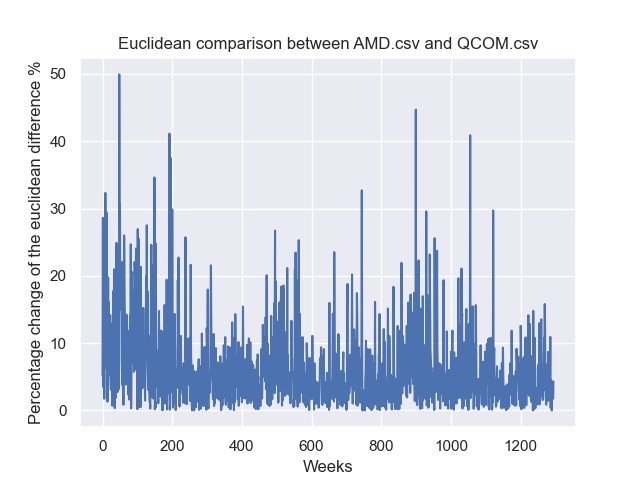 Euclidean comparison between AMD.csv and QCOM.csv
Percentage change of the euclidean difference %
50
40
30
20
10
0
0 200 400 600 800 1000 1200
Weeks